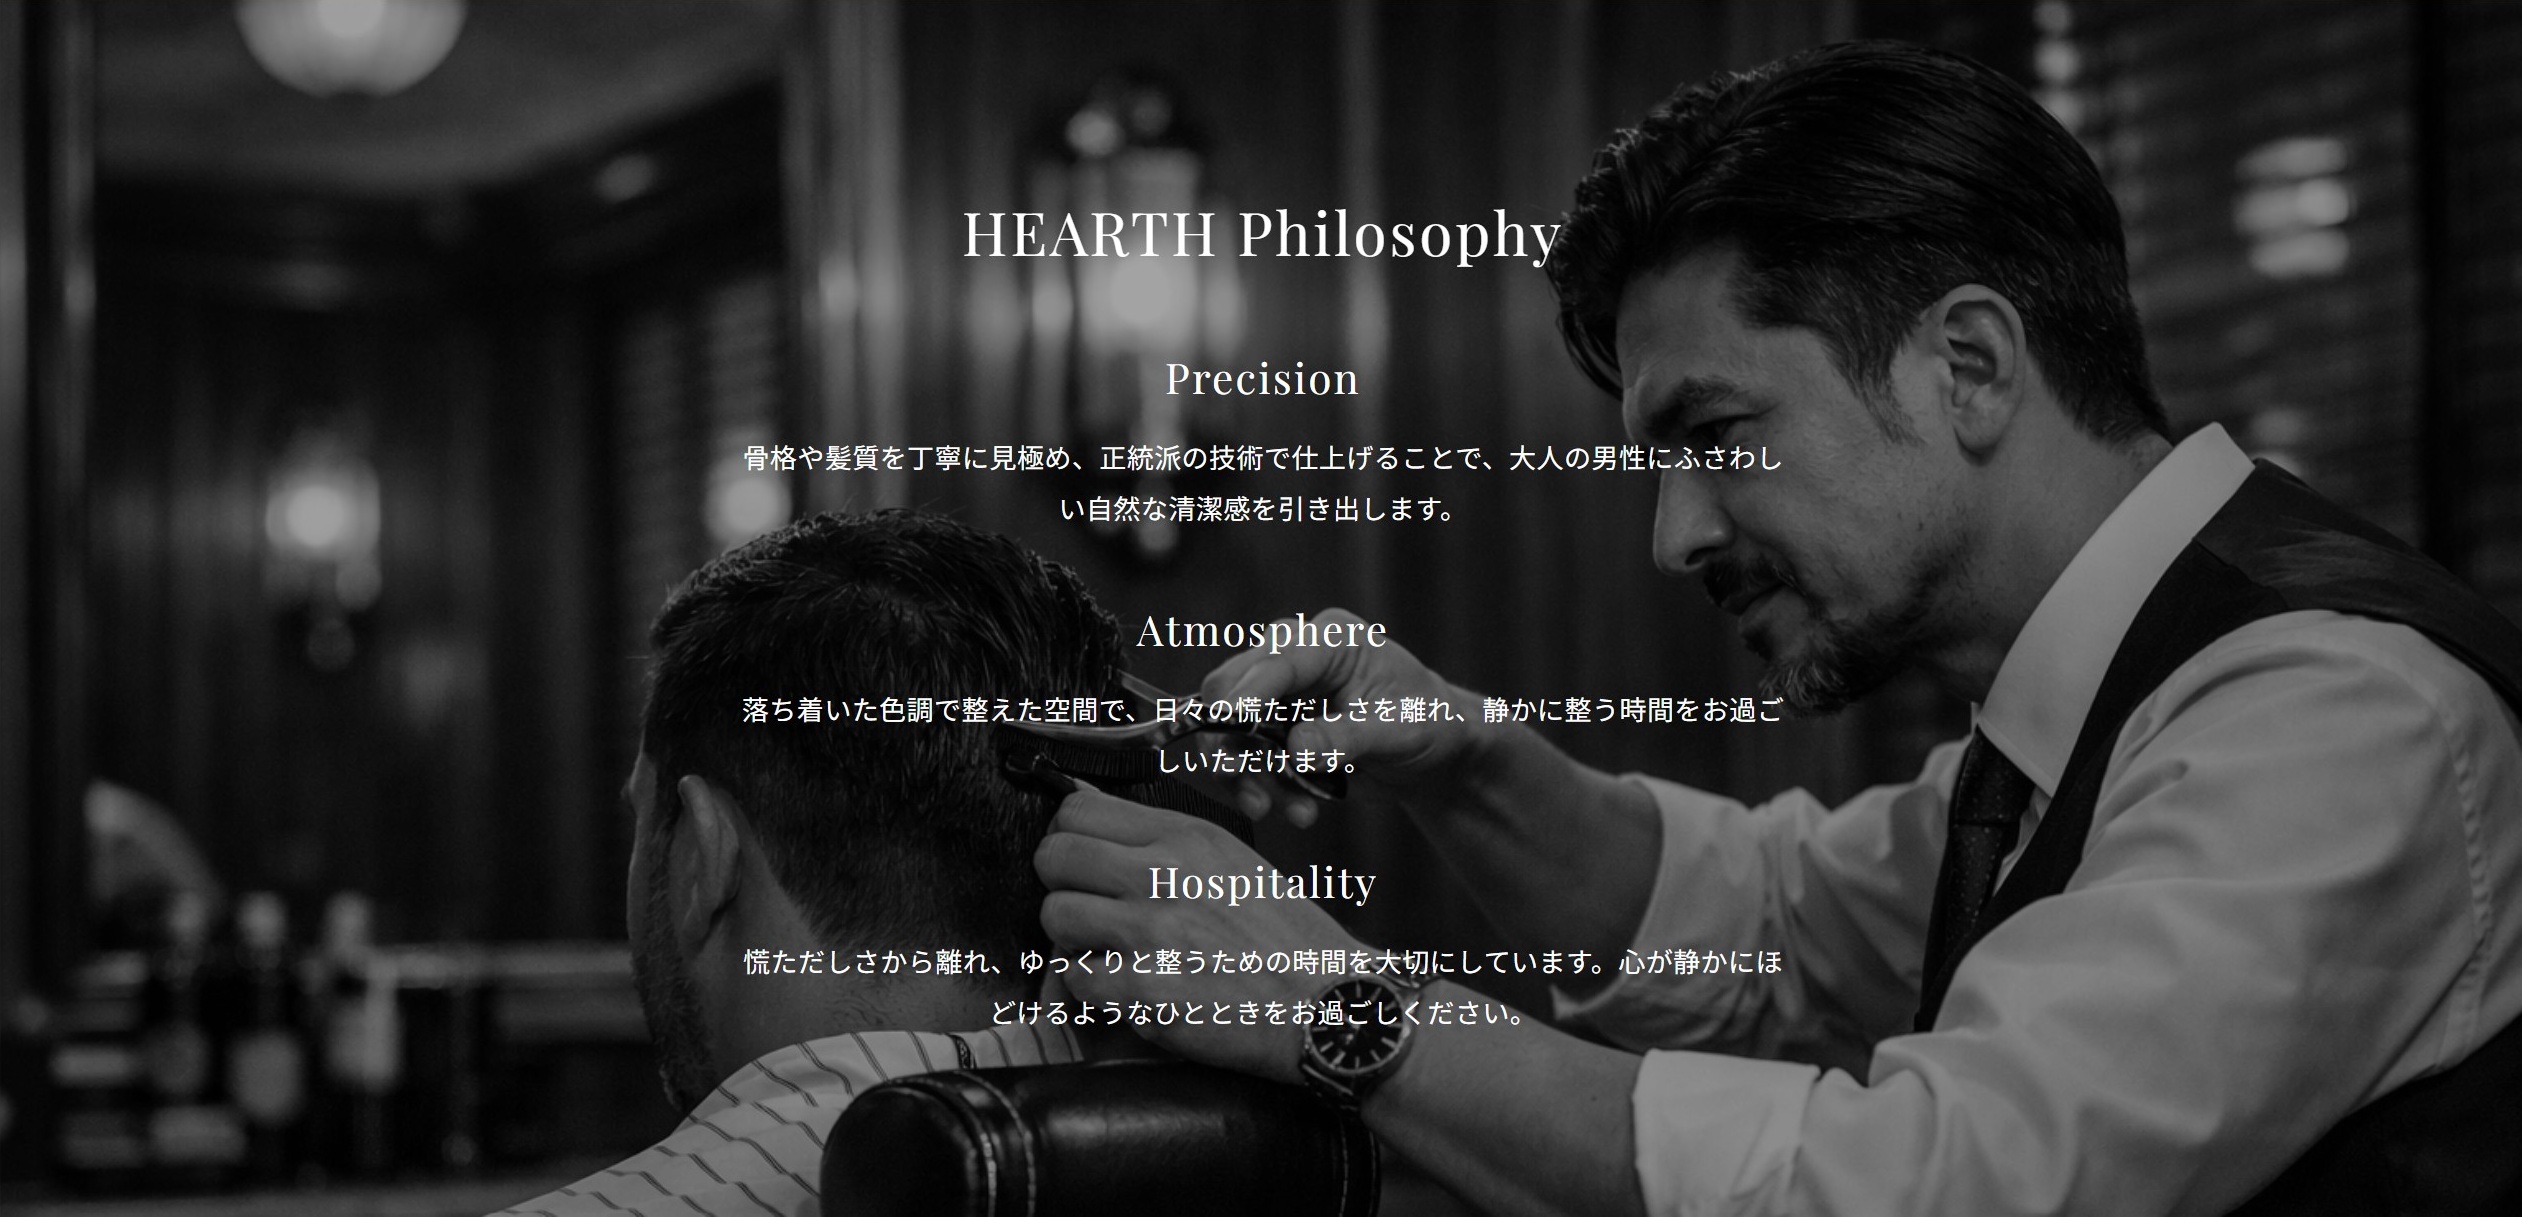 HEARTH Philosophy
Precision
骨格や髪質を丁寧に見極め、正統派の技術で仕上げることで、大人の男性にふさわし
い自然な清潔感を引き出します。
Atmosphere
落ち着いた色調で整えた空間で、日々の慌ただしさを離れ、静かに整う時間をお過ご
しいただけます。
Hospitality
慌ただしさから離れ、ゆっくりと整うための時間を大切にしています。心が静かにほ
どけるようなひとときをお過ごしください。